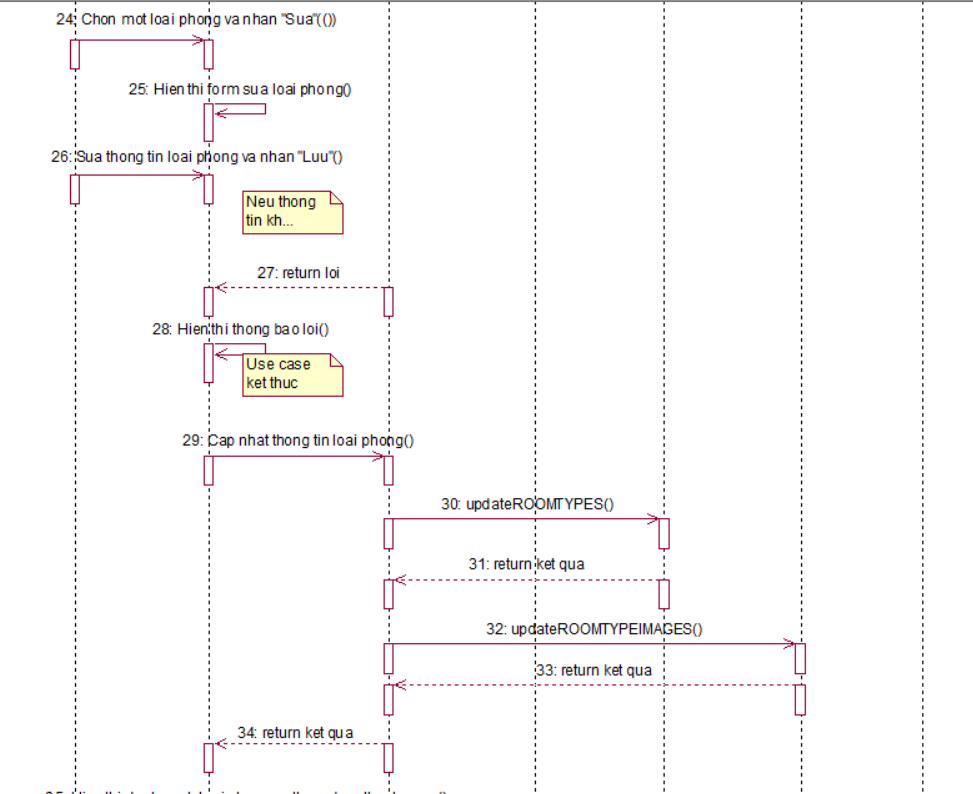 24: Chon mot loai phong va nhan "Sua"(())
25: Hien thi form sua loai phong()
26: Sua thong tin loai phong va nhan "Luu"()
Neu thong
tin kh...
27: return loi
28: Hien thi thong bao loi()
Use case
ket thuc
29: Cap nhat thong tin loai phong()
30: updateROOMTYPES()
31: return ket qua
32: updateROOMTYPEIMAGES()
33: return ket qua
34: return ket qua